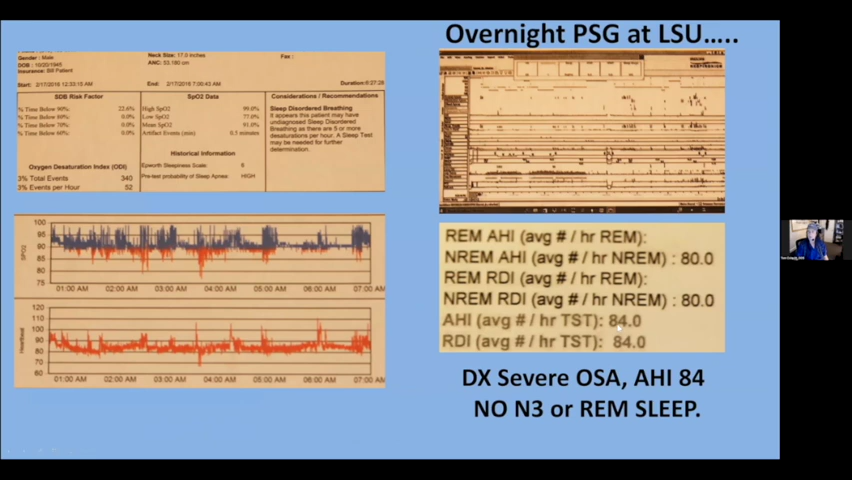 Overnight PSG at LSU.....
Gender : Male
DOB : 10/20/1945
Insurance: Bill Patient
Neck Size: 17.0 Inches
Fax :
Start: 2/17/2016 12:33:15 AM
End: 2/17/2016 7:00:43 AM
Duration:6:27:28
SDB Risk Factor
% Time Below 90% 22.6%
% Time Below 80% 0.0%
% Time Below 70% 0.0%
% Time Below 60% 0.0%
Oxygen Desaturation Index (ODI)
3% Total Events 340
3% Events per Hour 52
SpO2 Data
High SpO2 99.0%
Low SpO2 77.0%
Mean SpO2 91.0%
Artifact Events (min) 0.5 minutes
Historical Information
Epworth Sleepiness Scale: 6
Pre-test probability of Sleep Apnea: HIGH
Considerations / Recommendations
Sleep Disordered Breathing
It appears this patient may have
undiagnosed Sleep Disordered
Breathing as there are 5 or more
desaturations per hour. A Sleep Test
may be needed for further
determination.
100
95
90
85
80
75
SPO2
01:00 AM 02:00 AM 03:00 AM 04:00 AM 05:00 AM 06:00 AM 07:00 AM
120
110
100
90
80
70
60
Heartbeat
01:00 AM 02:00 AM 03:00 AM 04:00 AM 05:00 AM 06:00 AM 07:00 AM
REM AHI (avg # / hr REM):
NREM AHI (avg # / hr NREM) : 80.0
REM RDI (avg # / hr REM):
NREM RDI (avg # / hr NREM) : 80.0
AHI (avg # / hr TST): 84.0
RDI (avg # / hr TST): 84.0
DX Severe OSA, AHI 84
NO N3 or REM SLEEP.